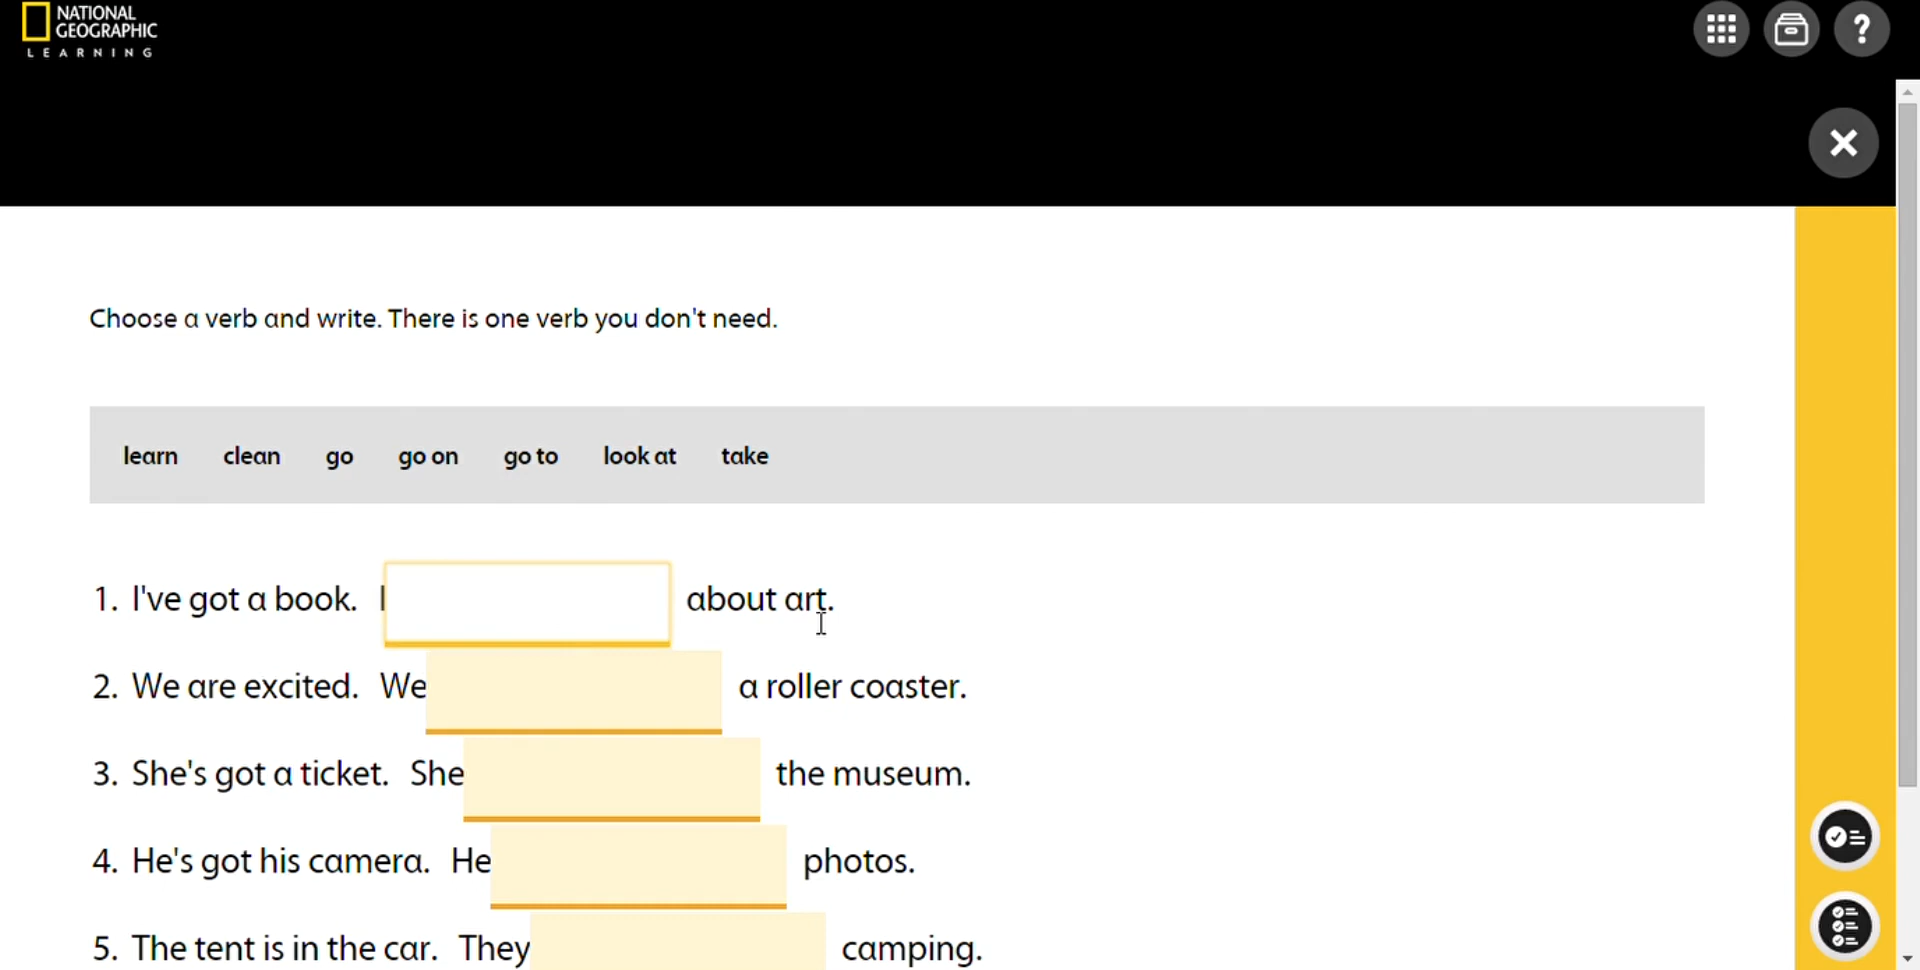 NATIONAL
GEOGRAPHIC
LEARNING
?
Choose a verb and write. There is one verb you don't need.
learn clean go go on go to look at take
1. I've got a book. I about art.
2. We are excited. We a roller coaster.
3. She's got a ticket. She the museum.
4. He's got his camera. He photos.
5. The tent is in the car. They camping.